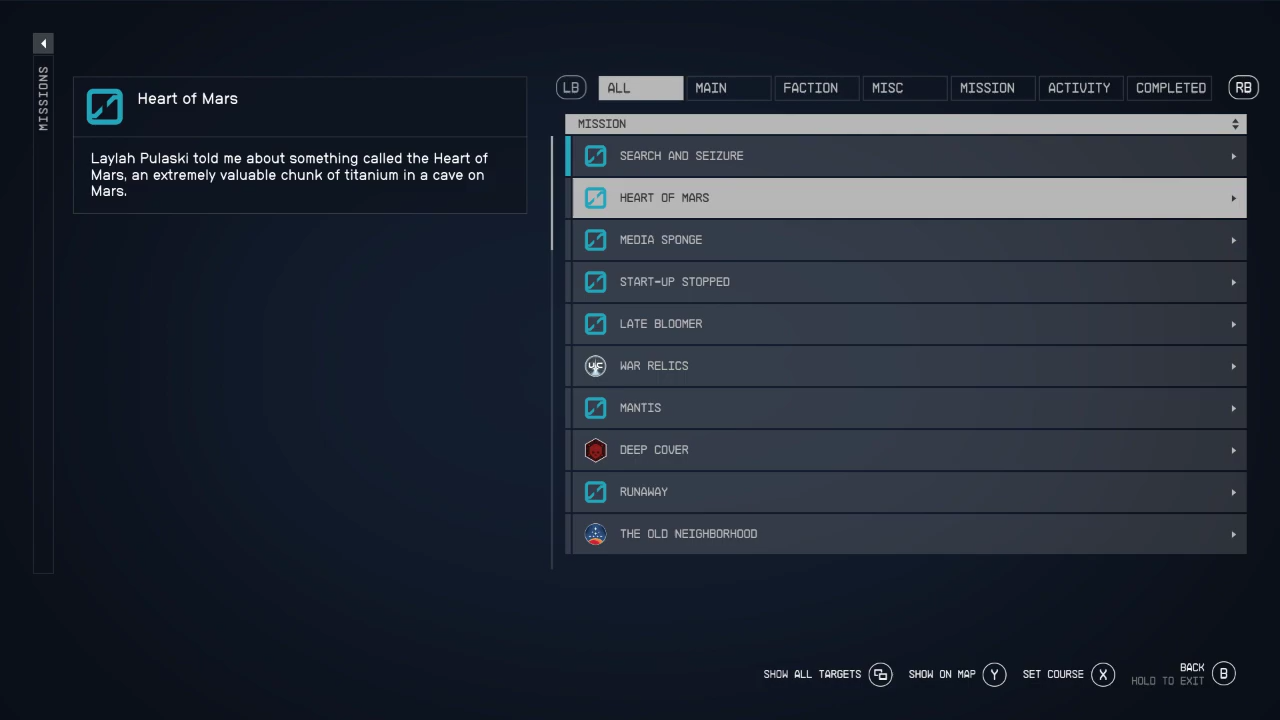 MISSIONS
Heart of Mars
Laylah Pulaski told me about something called the Heart of
Mars, an extremely valuable chunk of titanium in a cave on
Mars.
LB ALL MAIN FACTION MISC MISSION ACTIVITY COMPLETED RB
MISSION
SEARCH AND SEIZURE
HEART OF MARS
MEDIA SPONGE
START-UP STOPPED
LATE BLOOMER
UC WAR RELICS
MANTIS
DEEP COVER
RUNAWAY
THE OLD NEIGHBORHOOD
SHOW ALL TARGETS SHOW ON MAP Y SET COURSE X BACK B
HOLD TO EXIT